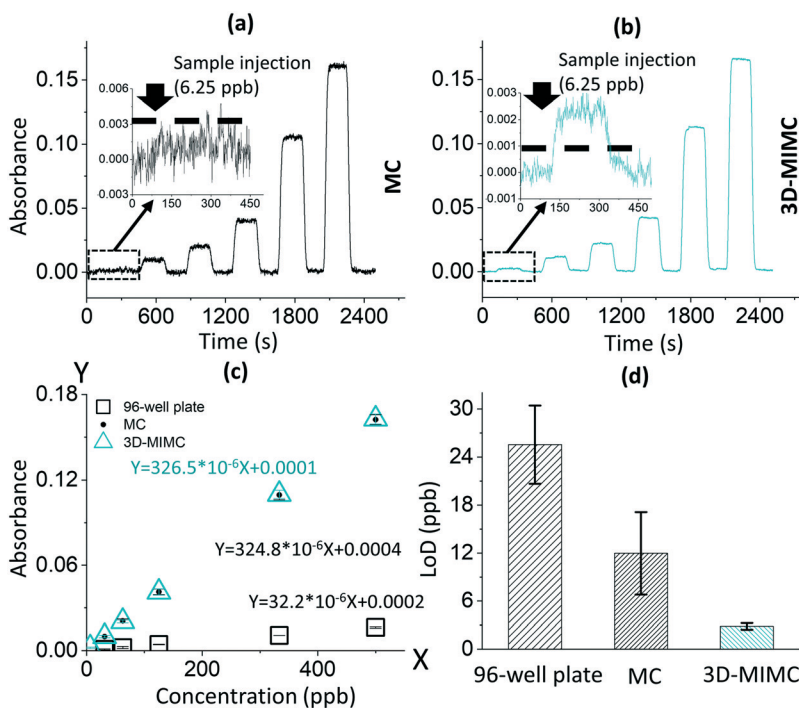 (a)
Sample injection
(6.25 ppb)
0.006
0.003
0.000
-0.003
0 150 300 450
0.15
0.10
0.05
0.00
Absorbance
0 600 1200 1800 2400
Time (s)
MC
(b)
Sample injection
(6.25 ppb)
0.003
0.002
0.001
0.000
0.001
0 150 300 450
0.15
0.10
0.05
0.00
0 600 1200 1800 2400
Time (s)
3D-MIMC
(c)
Y
0.18
0.12
0.06
0.00
Absorbance
96-well plate
MC
3D-MIMC
Y=326.5*10-6X+0.0001
Y=324.8*10-6X+0.0004
Y=32.2*10-6X+0.0002
0 200 400
X
Concentration (ppb)
(d)
30
24
18
12
6
0
LoD (ppb)
96-well plate MC 3D-MIMC